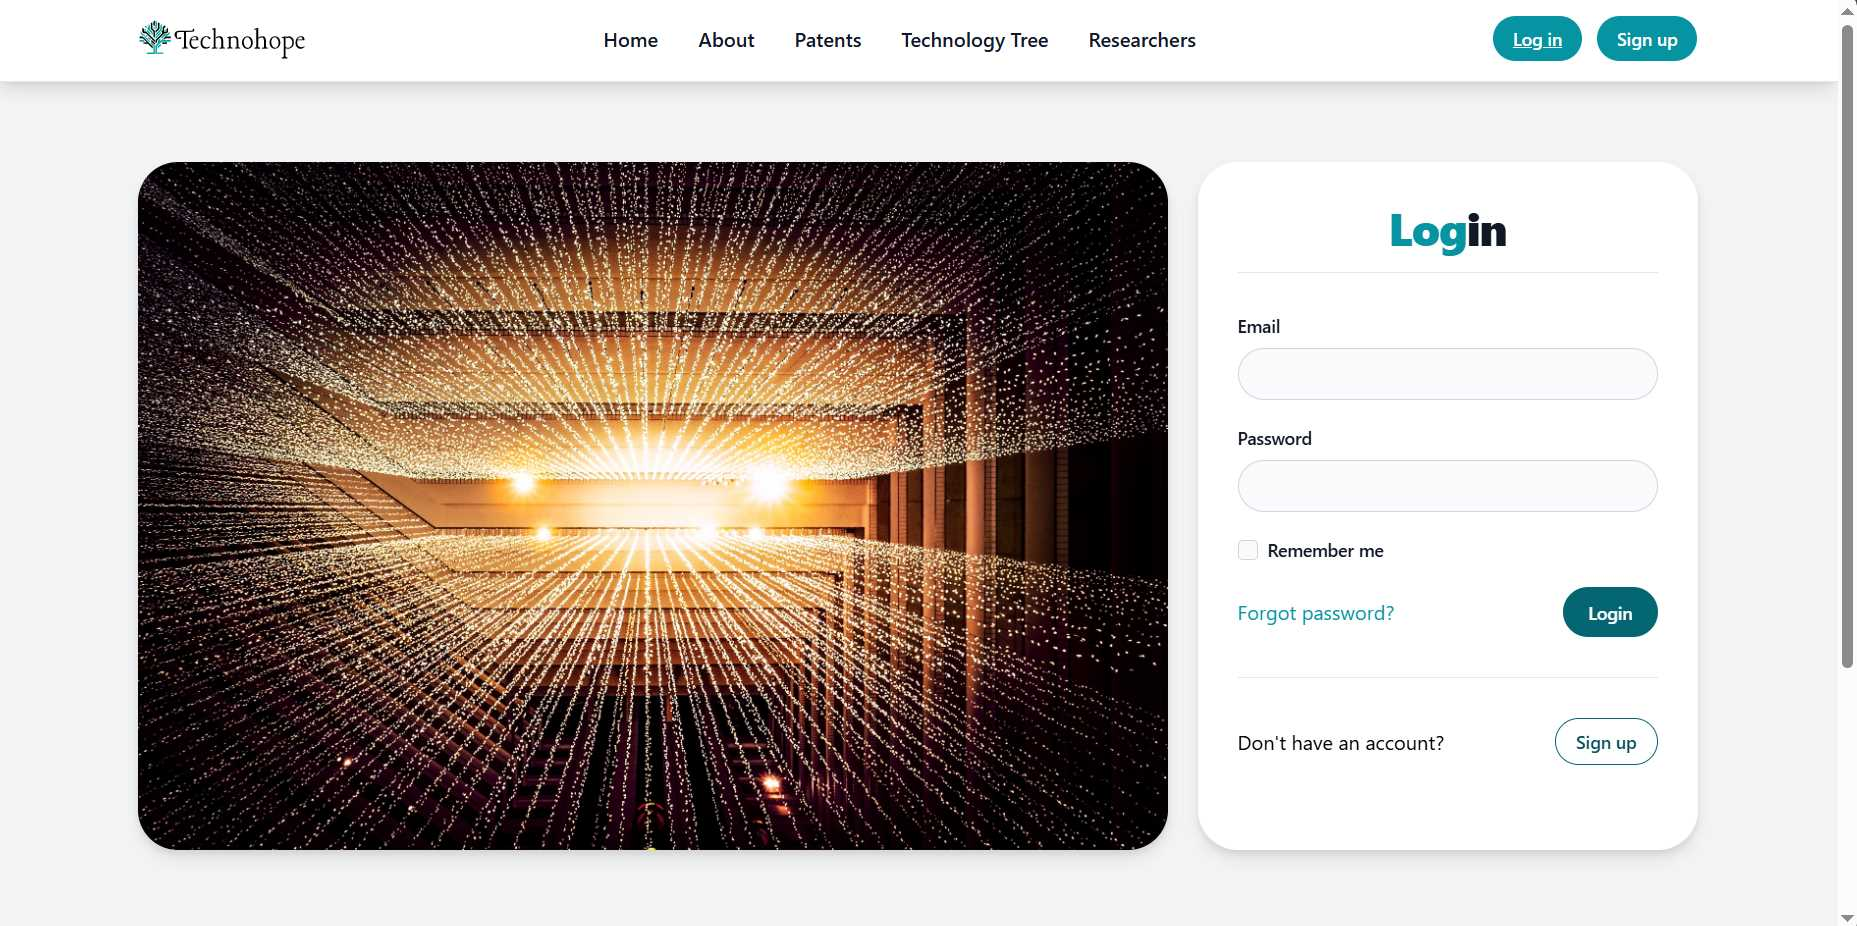 Technohope
Home About Patents Technology Tree Researchers
Log in Sign up
Login
Email
Password
Remember me
Forgot password? Login
Don't have an account? Sign up